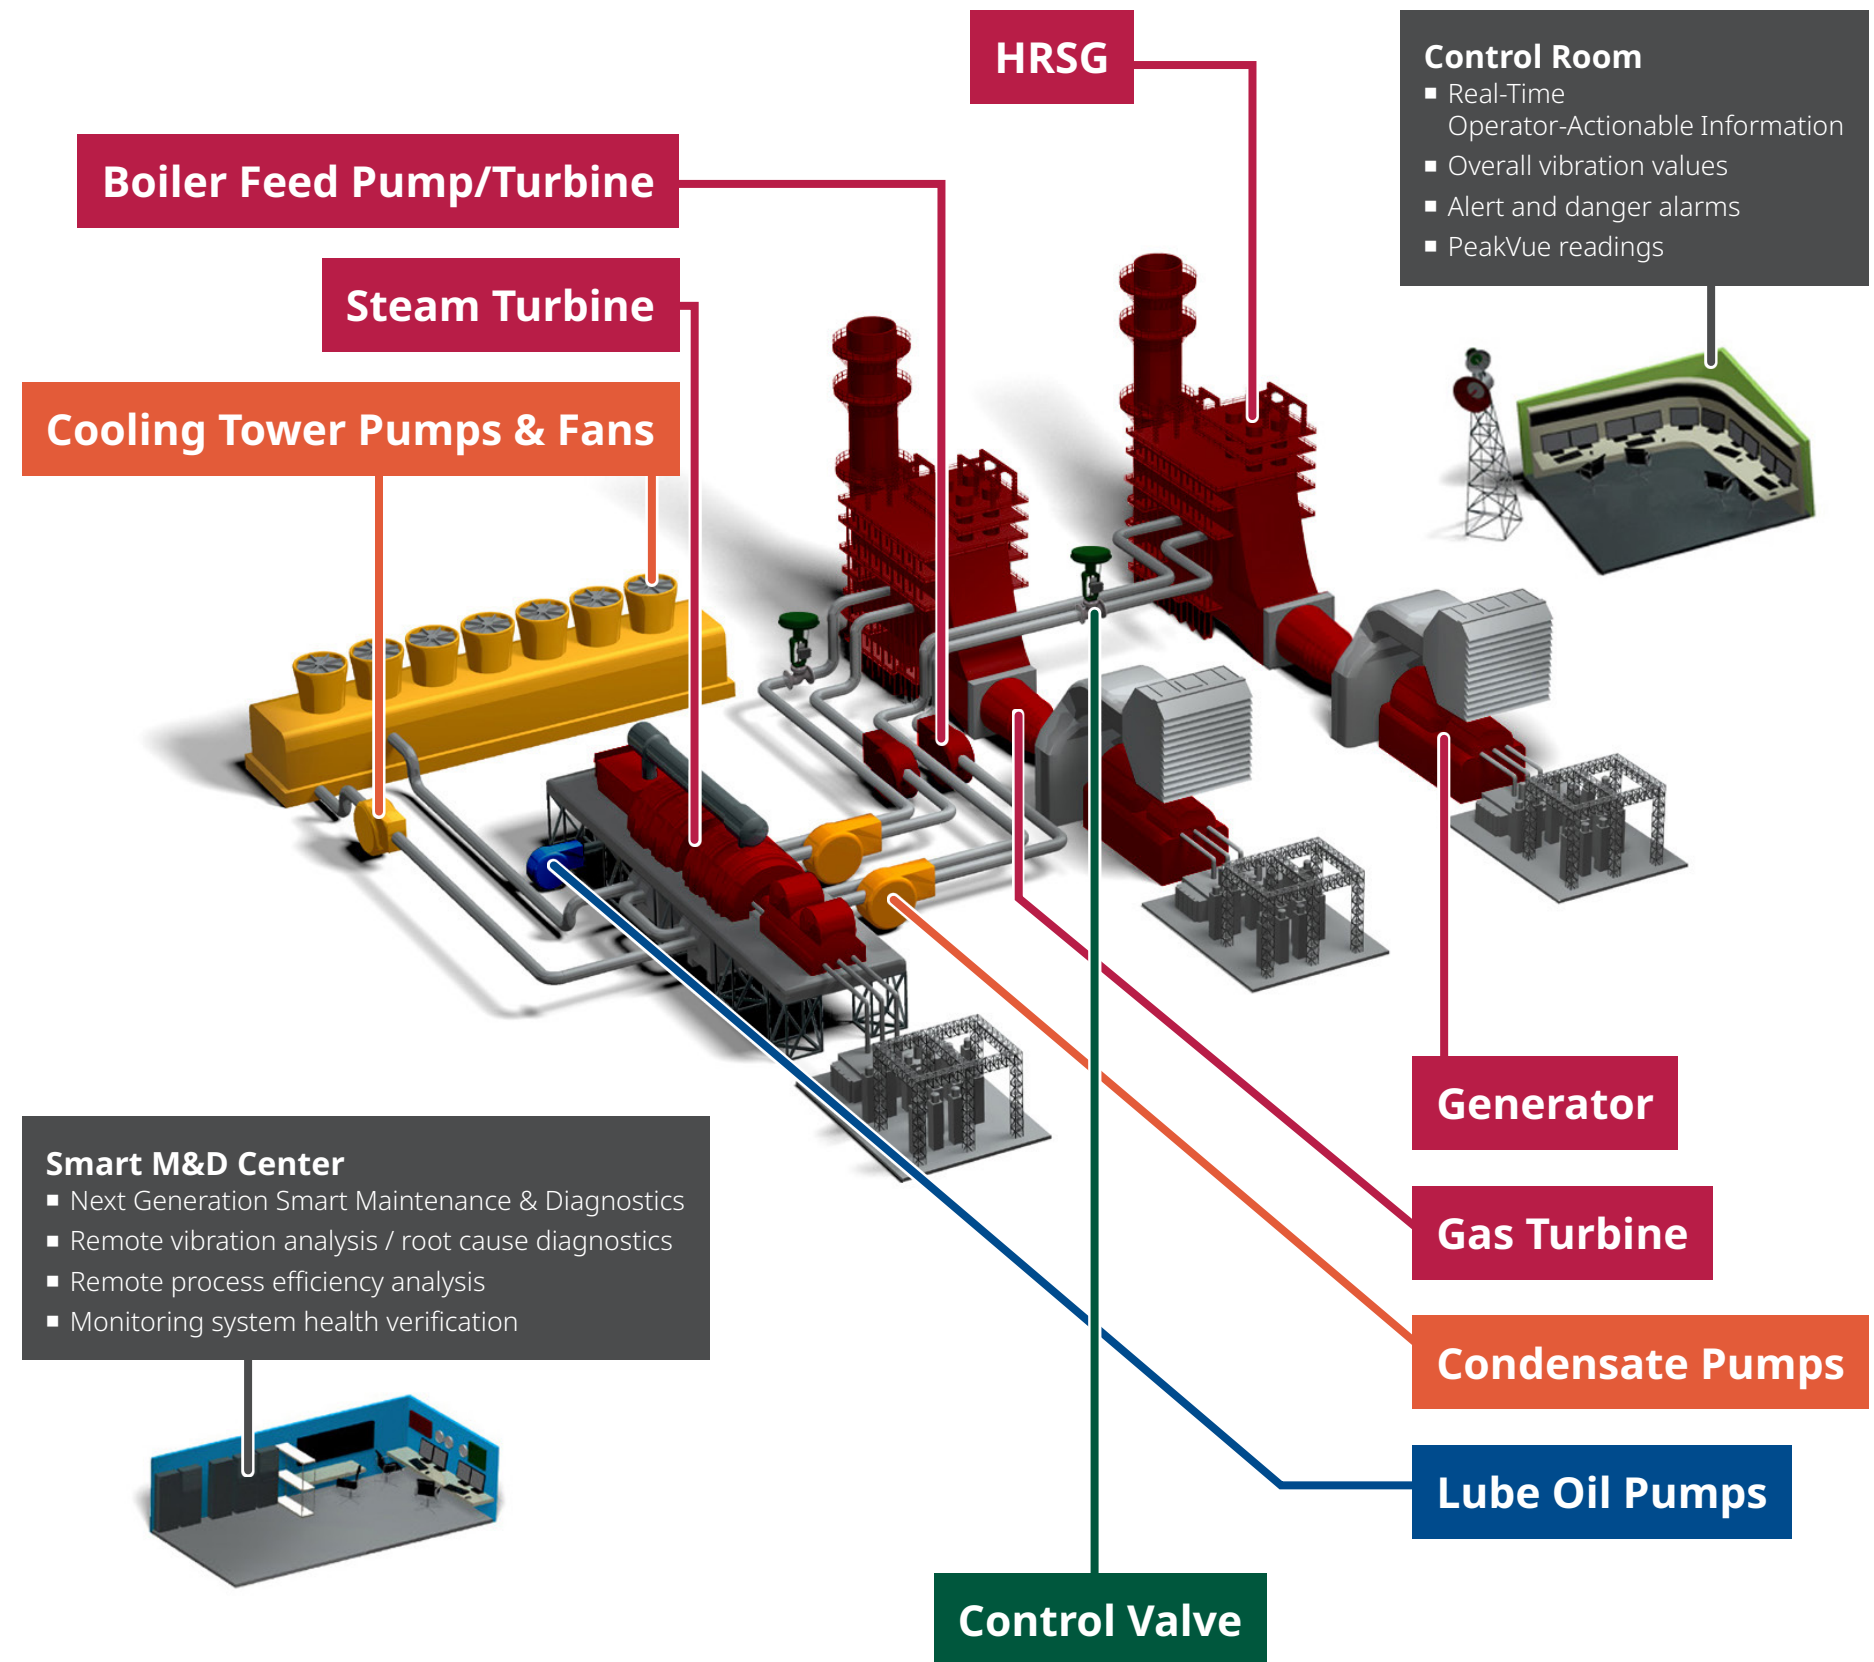 HRSG
Control Room
Real-Time
Operator-Actionable Information
Overall vibration values
Alert and danger alarms
PeakVue readings
Boiler Feed Pump/Turbine
Steam Turbine
Cooling Tower Pumps & Fans
Generator
Smart M&D Center
Next Generation Smart Maintenance & Diagnostics
Remote vibration analysis / root cause diagnostics
Remote process efficiency analysis
Monitoring system health verification
Gas Turbine
Condensate Pumps
Lube Oil Pumps
Control Valve